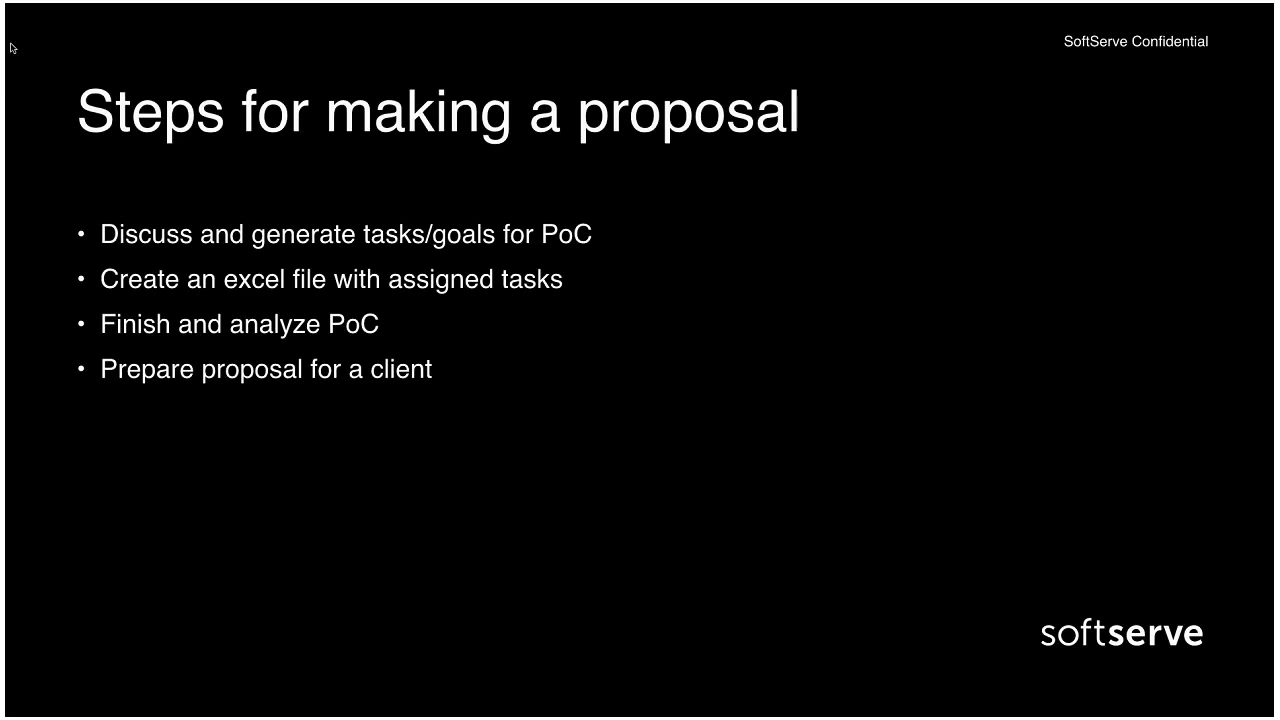 SoftServe Confidential
Steps for making a proposal
• Discuss and generate tasks/goals for PoC
• Create an excel file with assigned tasks
• Finish and analyze PoC
• Prepare proposal for a client
softserve